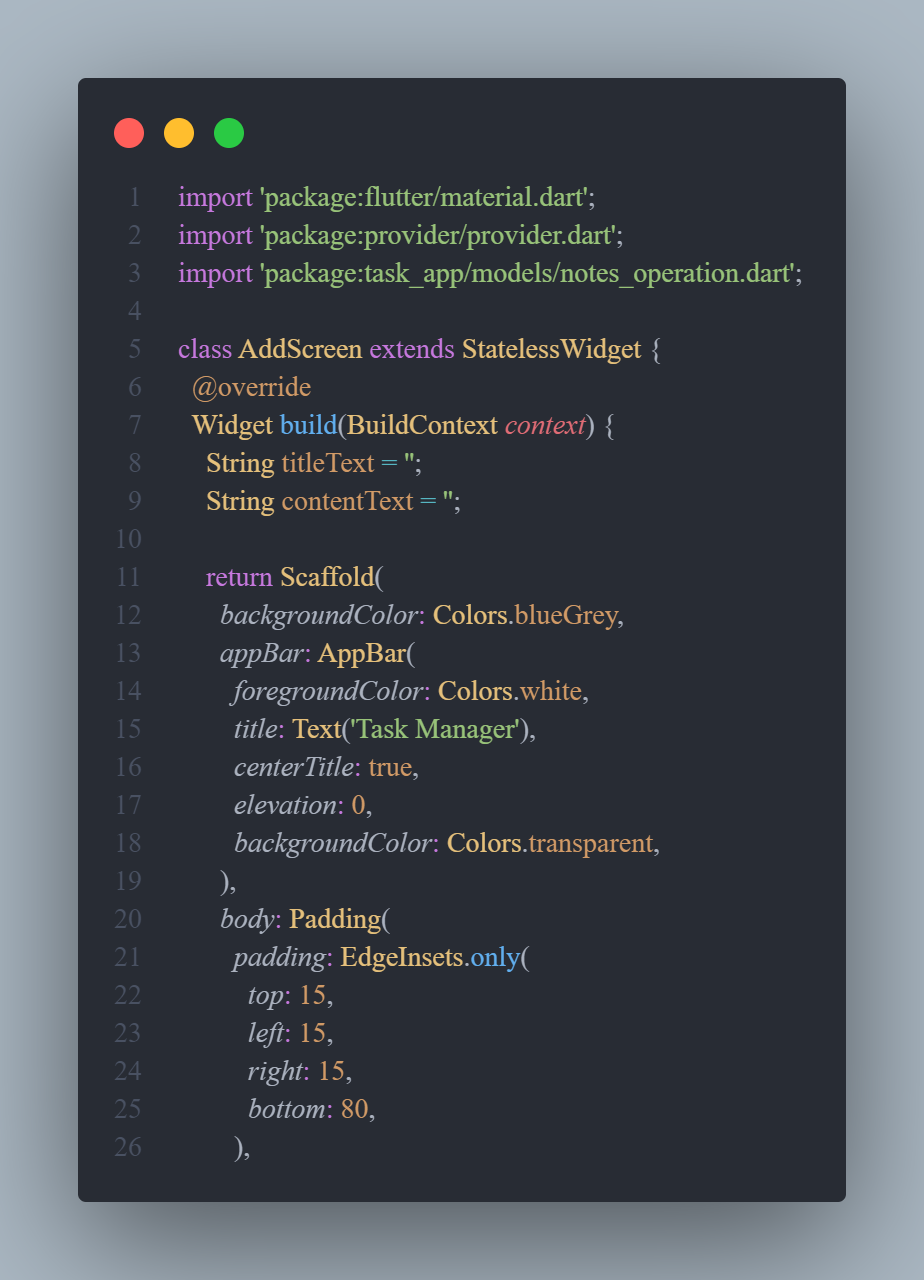 1 import 'package:flutter/material.dart';
2 import 'package:provider/provider.dart';
3 import 'package:task_app/models/notes_operation.dart';
4
5 class AddScreen extends StatelessWidget {
6 @override
7 Widget build(BuildContext context) {
8 String titleText = '';
9 String contentText = '';
10
11 return Scaffold(
12 backgroundColor: Colors.blueGrey,
13 appBar: AppBar(
14 foregroundColor: Colors.white,
15 title: Text('Task Manager'),
16 centerTitle: true,
17 elevation: 0,
18 backgroundColor: Colors.transparent,
19 ),
20 body: Padding(
21 padding: EdgeInsets.only(
22 top: 15,
23 left: 15,
24 right: 15,
25 bottom: 80,
26 ),